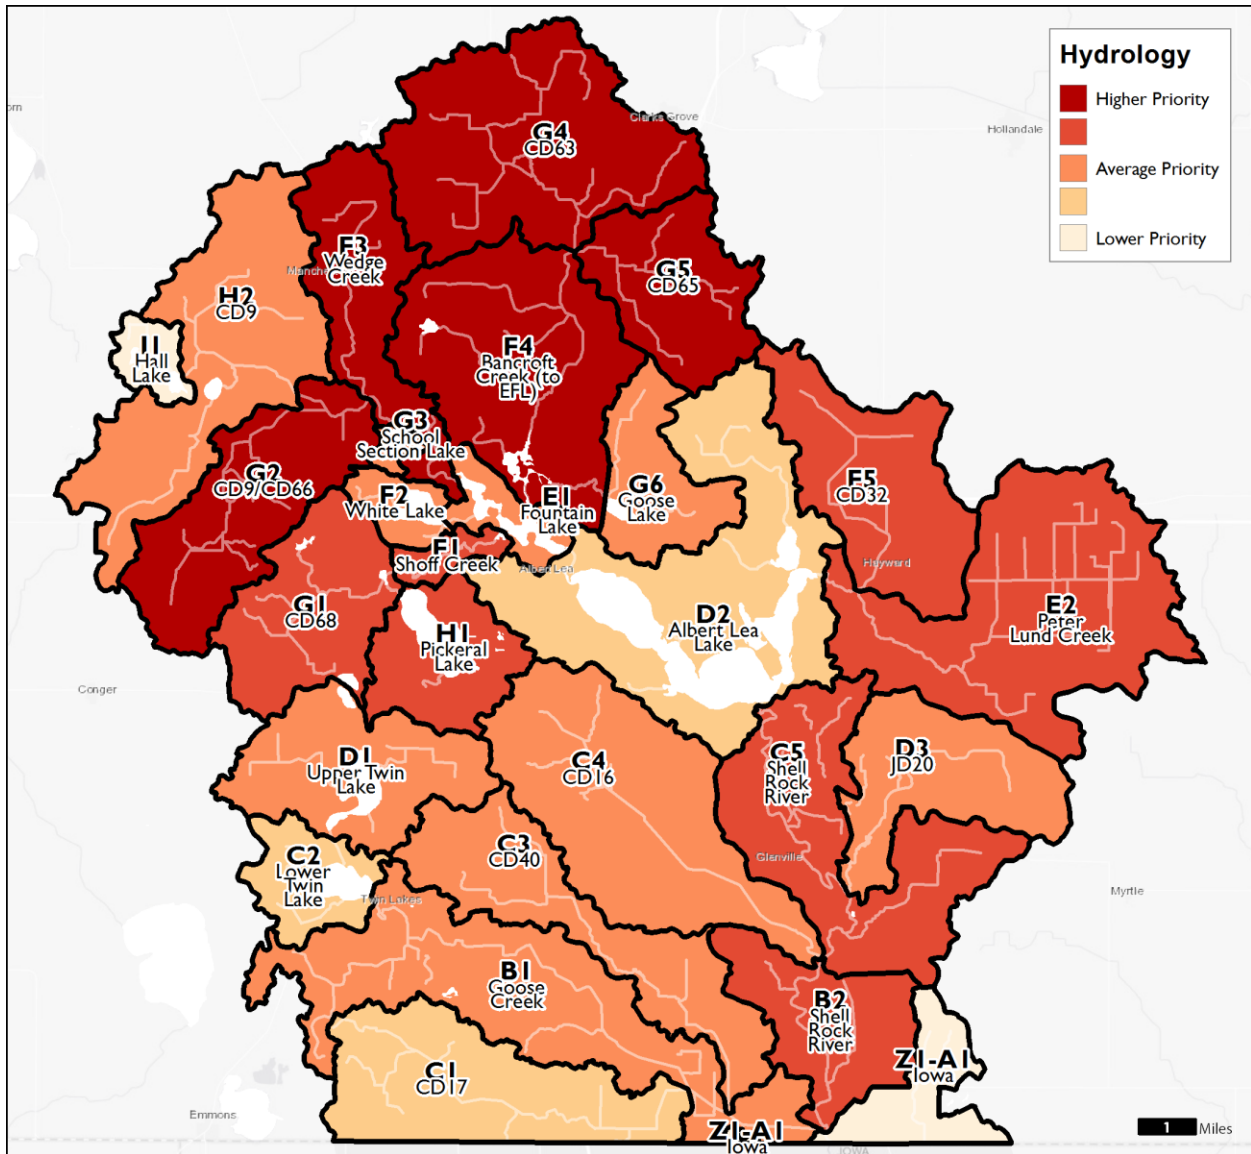 Hydrology
Higher Priority
Average Priority
Lower Priority
Clarks Grove
Hollandale
G4
CD63
F3
Wedge
Creek
G5
CD65
H2
CD9
Hall
Lake
F4
Bancroft
Creek (to
EFL)
G3
School
Section Lake
G2
CD9/CD66
F2
White Lake
E1
Fountain
Lake
G6
Goose
Lake
F5
CD32
F1
Shoff Creek
Albert Lea
Hayward
G1
CD68
H1
Pickeral
Lake
D2
Albert Lea
Lake
E2
Peter
Lund Creek
Conger
D1
Upper Twin
Lake
C4
CD16
C5
Shell
Rock
River
D3
JD20
C3
CD40
C2
Lower
Twin
Lake
Glenville
Twin Lakes
Myrtle
B1
Goose
Creek
B2
Shell
Rock
River
C1
CD17
Z1-A1
Iowa
Emmons
Z1-A1
Iowa
IOWA
1 Miles